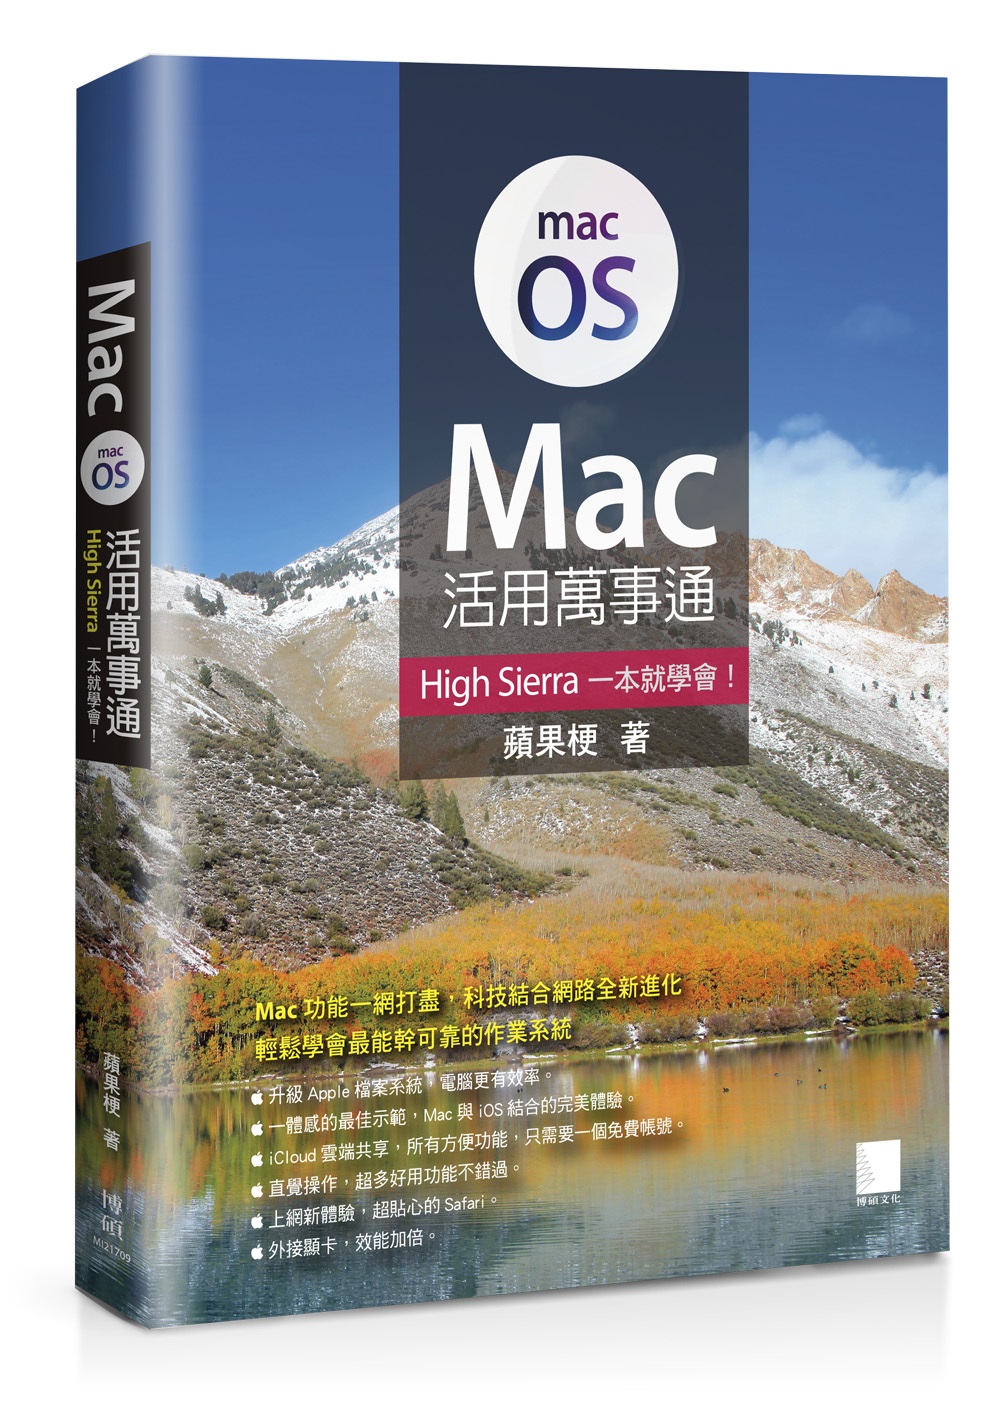 mac
OS
Mac
活用萬事通
High Sierra 一本就學會！
蘋果梗 著
Mac 功能一網打盡，科技結合網路全新進化
輕鬆學會最能幹可靠的作業系統
升級 Apple 檔案系統，電腦更有效率。
一體感的最佳示範，Mac 與 iOS 結合的完美體驗。
iCloud 雲端共享，所有方便功能，只需要一個免費帳號。
直覺操作，超多好用功能不錯過。
上網新體驗，超貼心的 Safari。
外接顯卡，效能加倍。
博碩文化
Mac
mac
OS
活用萬事通
High Sierra 一本就學會！
蘋果梗 著
博碩
MI21709